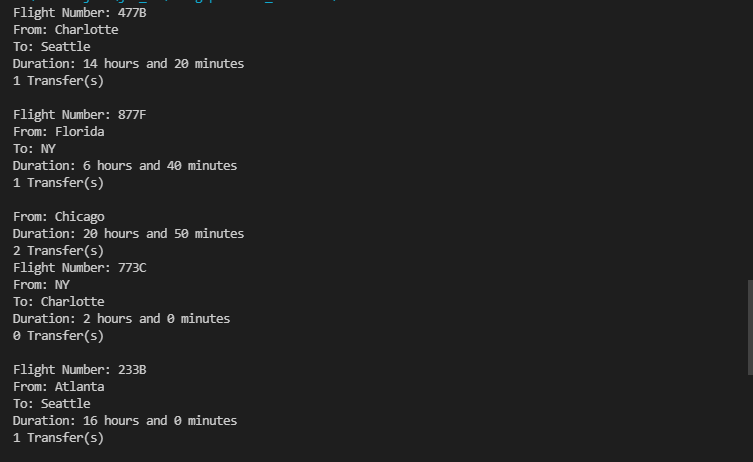 Flight Number: 477B
From: Charlotte
To: Seattle
Duration: 14 hours and 20 minutes
1 Transfer(s)
Flight Number: 877F
From: Florida
To: NY
Duration: 6 hours and 40 minutes
1 Transfer(s)
From: Chicago
Duration: 20 hours and 50 minutes
2 Transfer(s)
Flight Number: 773C
From: NY
To: Charlotte
Duration: 2 hours and 0 minutes
0 Transfer(s)
Flight Number: 233B
From: Atlanta
To: Seattle
Duration: 16 hours and 0 minutes
1 Transfer(s)